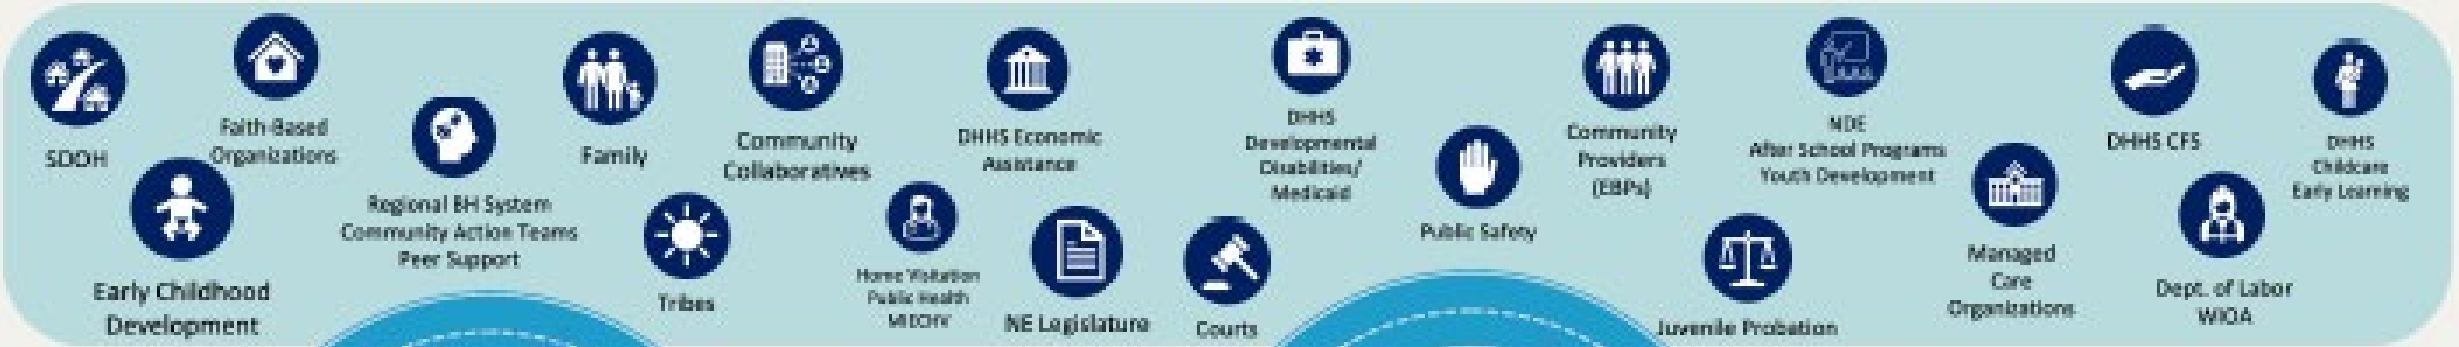 SDOH
Faith-Based
Organizations
Early Childhood
Development
Regional BH System
Community Action Teams
Peer Support
Family
Tribes
Community
Collaboratives
Home Visitation
Public Health
MIECHV
DHHS Economic
Assistance
NE Legislature
Courts
DHHS
Developmental
Disabilities/
Medicaid
Public Safety
Community
Providers
(EBPs)
NDE
After School Programs
Youth Development
Juvenile Probation
Managed
Care
Organizations
DHHS CFS
Dept. of Labor
WIOA
DHHS
Childcare
Early Learning